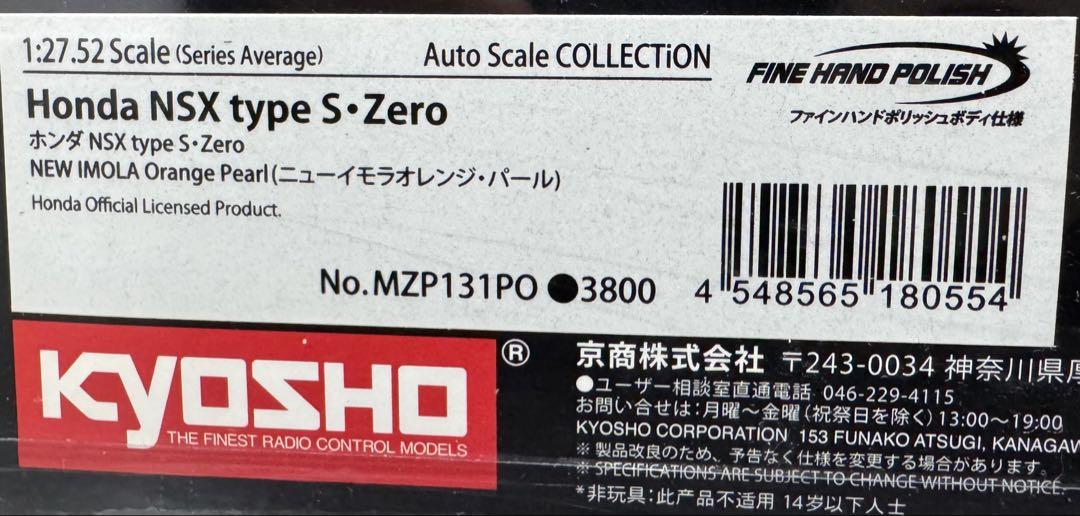 1:27.52 Scale (Series Average) Auto Scale COLLECTiON
FINE HAND POLISH
ファインハンドポリッシュボディ仕様
Honda NSX type S・Zero
ホンダ NSX type S・Zero
NEW IMOLA Orange Pearl(ニューイモラオレンジ・パール)
Honda Official Licensed Product.
No.MZP131PO ●3800
4 548565 180554
KYOSHO®
THE FINEST RADIO CONTROL MODELS
京商株式会社 〒243-0034 神奈川県厚
●ユーザー相談室直通電話 046-229-4115
お問い合せは:月曜〜金曜(祝祭日を除く)13:00〜19:00
KYOSHO CORPORATION 153 FUNAKO ATSUGI, KANAGAW
※ 製品改良のため、予告なく仕様を変更する場合があります。
※ SPECIFICATIONS ARE SUBJECT TO CHANGE WITHOUT NOTICE.
*非玩具:此产品不适用 14岁以下人士